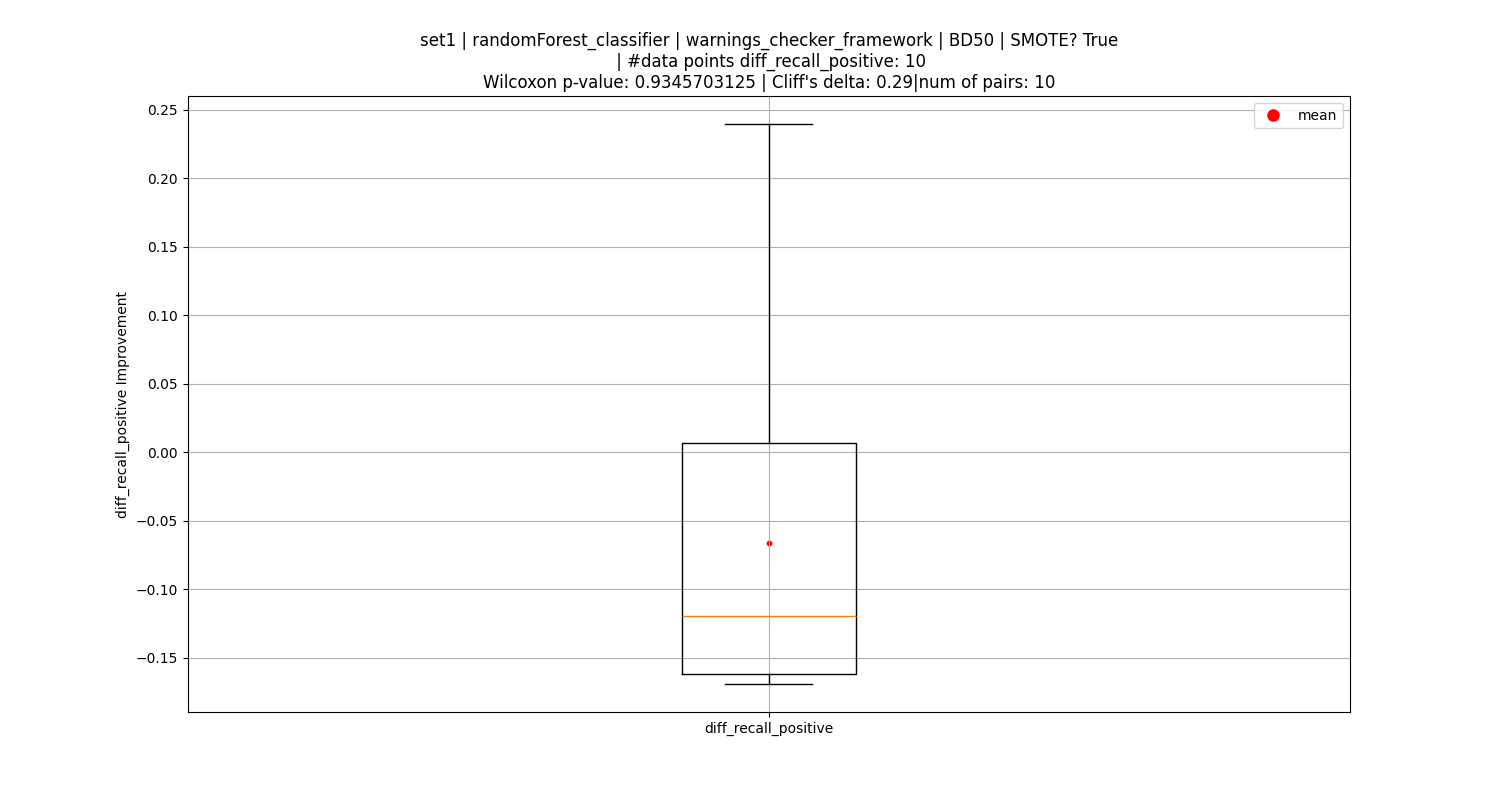 set1 | randomForest_classifier | warnings_checker_framework | BD50 | SMOTE? True
| #data points diff_recall_positive: 10
Wilcoxon p-value: 0.9345703125 | Cliff's delta: 0.29|num of pairs: 10
mean
0.25
0.20
0.15
0.10
0.05
0.00
−0.05
−0.10
−0.15
diff_recall_positive Improvement
diff_recall_positive